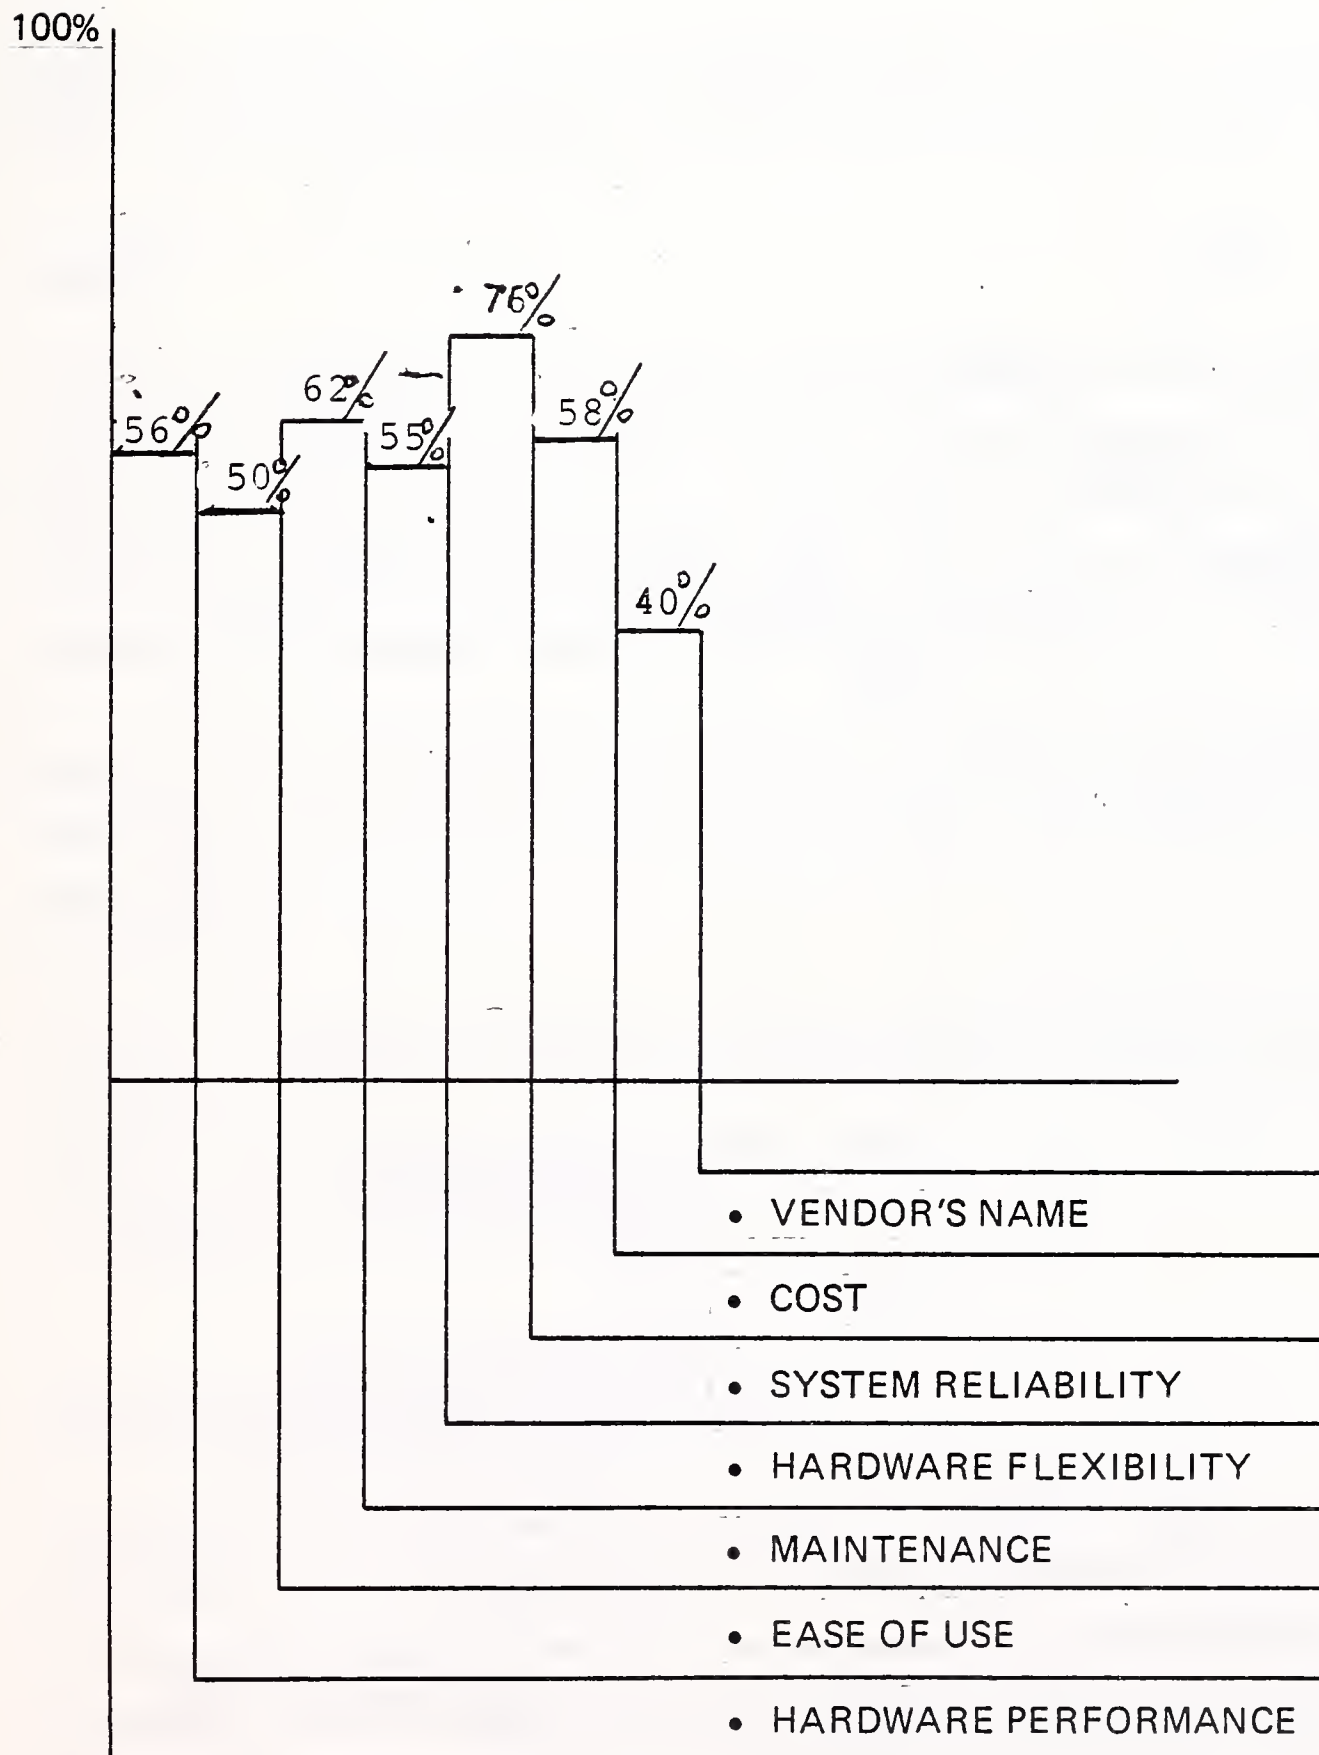 100%
76%
62%
58%
55%
56%
50%
40%
• VENDOR'S NAME
• COST
• SYSTEM RELIABILITY
• HARDWARE FLEXIBILITY
• MAINTENANCE
• EASE OF USE
• HARDWARE PERFORMANCE